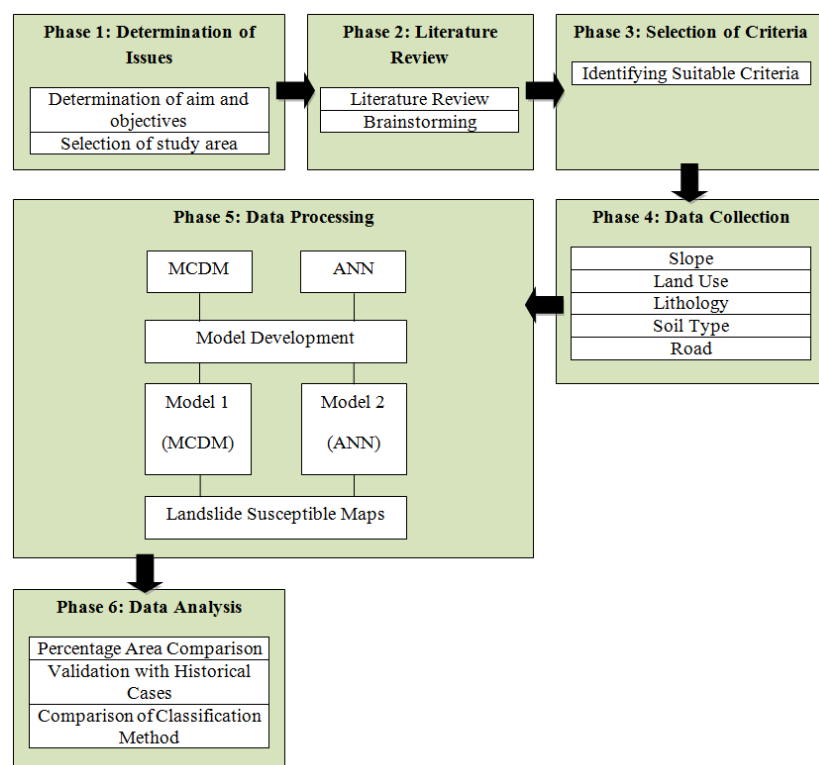 Phase 1: Determination of
Issues
Determination of aim and
objectives
Selection of study area
Phase 2: Literature
Review
Literature Review
Brainstorming
Phase 3: Selection of Criteria
Identifying Suitable Criteria
Phase 4: Data Collection
Slope
Land Use
Lithology
Soil Type
Road
Phase 5: Data Processing
MCDM
ANN
Model Development
Model 1
(MCDM)
Model 2
(ANN)
Landslide Susceptible Maps
Phase 6: Data Analysis
Percentage Area Comparison
Validation with Historical
Cases
Comparison of Classification
Method